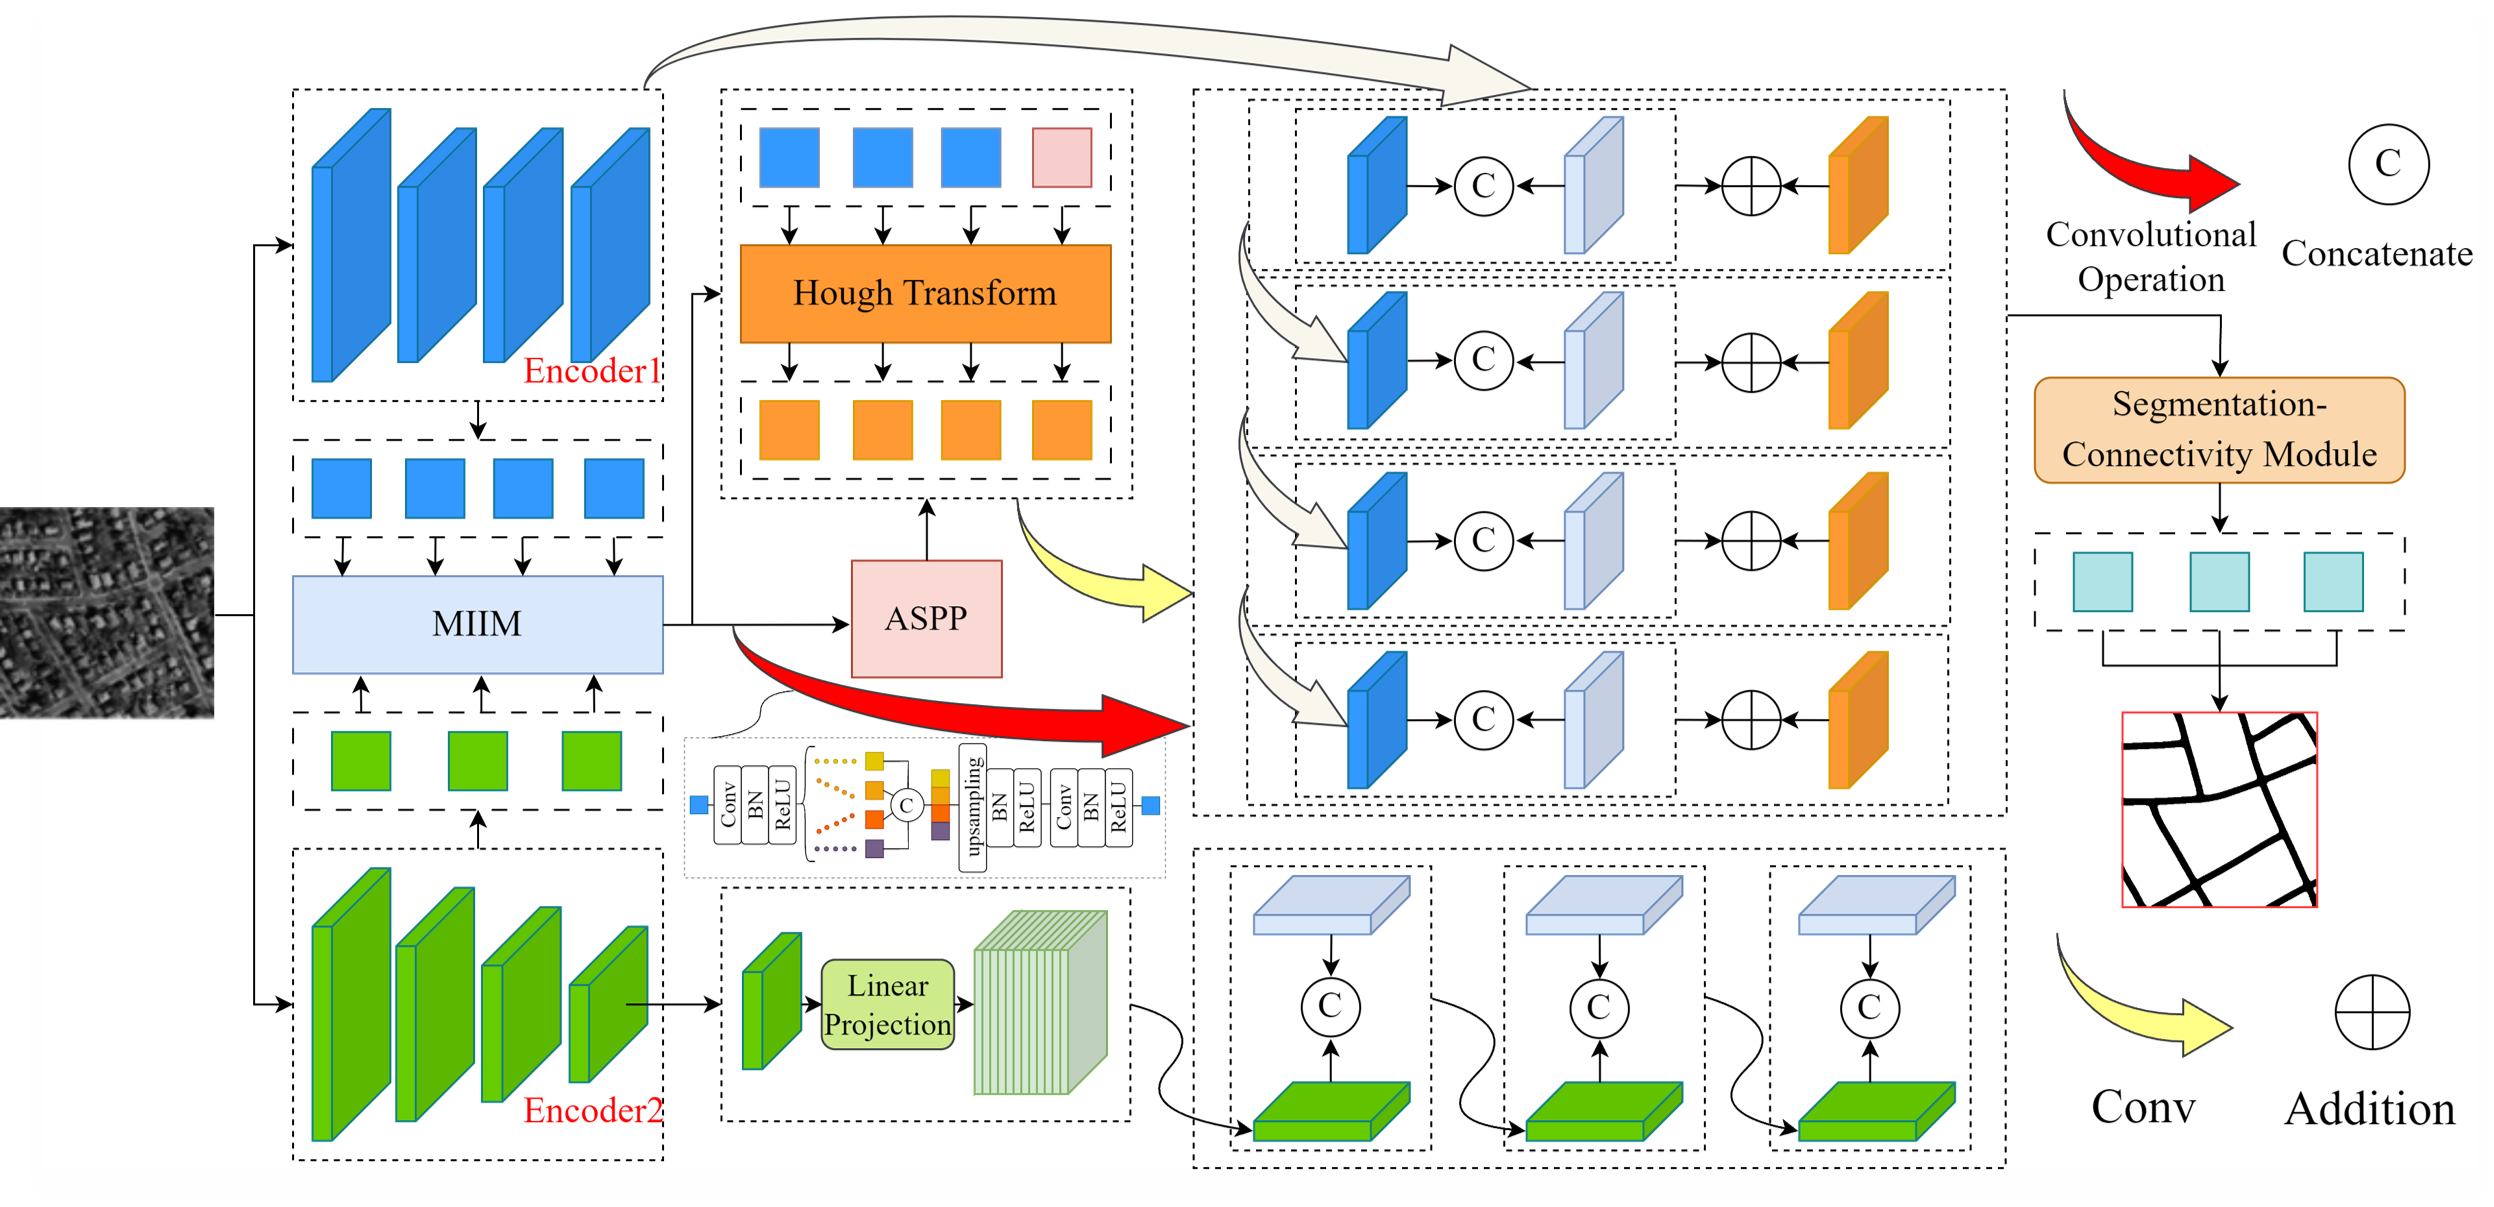 Encoder1
Hough Transform
MIIM
ASPP
Conv
BN
ReLU
C
upsampling
BN
ReLU
Conv
BN
ReLU
Encoder2
Linear
Projection
C
C
C
C
C
C
C
Convolutional
Operation
C
Concatenate
Segmentation-
Connectivity Module
Conv
Addition